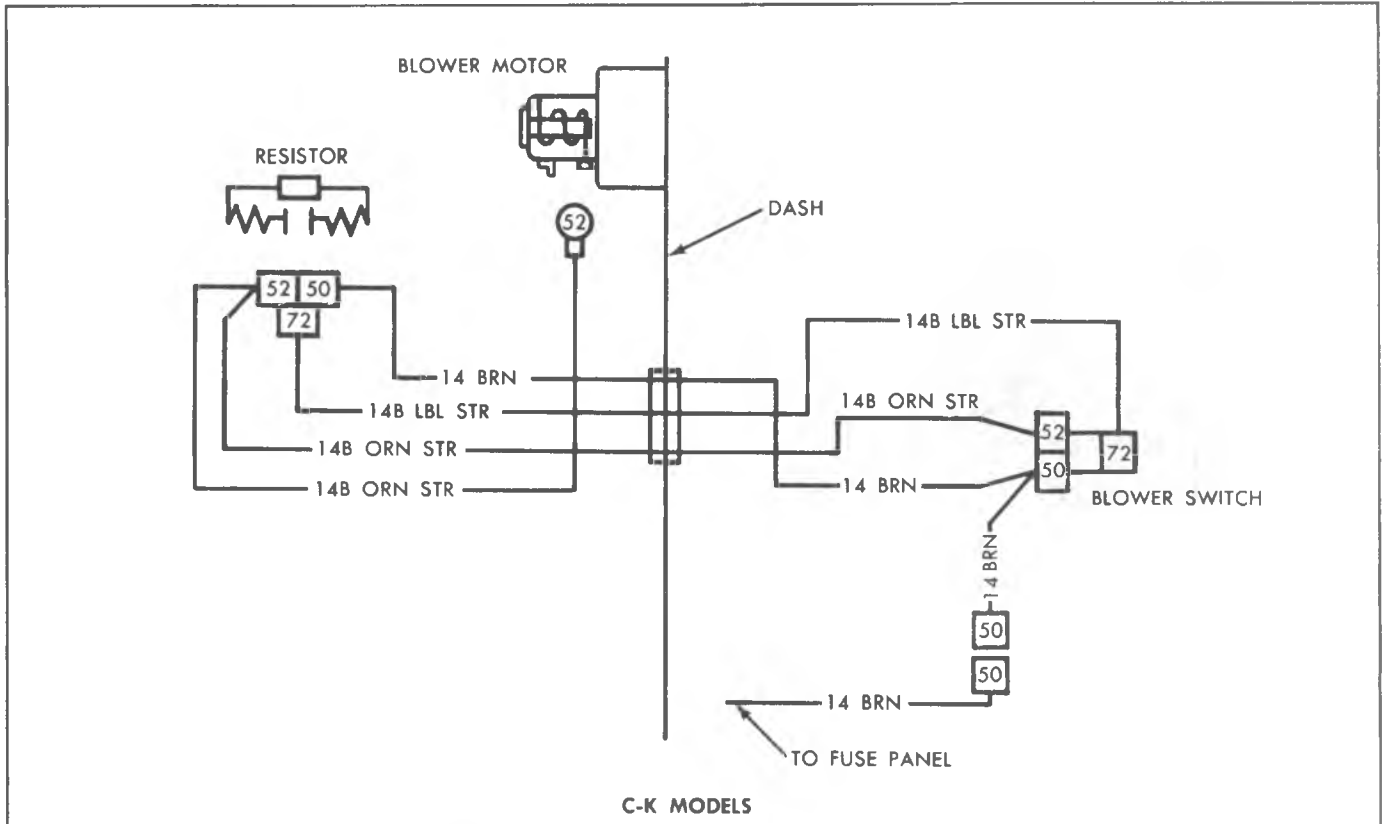 BLOWER MOTOR
RESISTOR
52
DASH
52 50
72
14B LBL STR
14 BRN
14B LBL STR
14B ORN STR
52
72
14B ORN STR
50
14B ORN STR
14 BRN
BLOWER SWITCH
14 BRN
50
50
14 BRN
TO FUSE PANEL
C-K MODELS